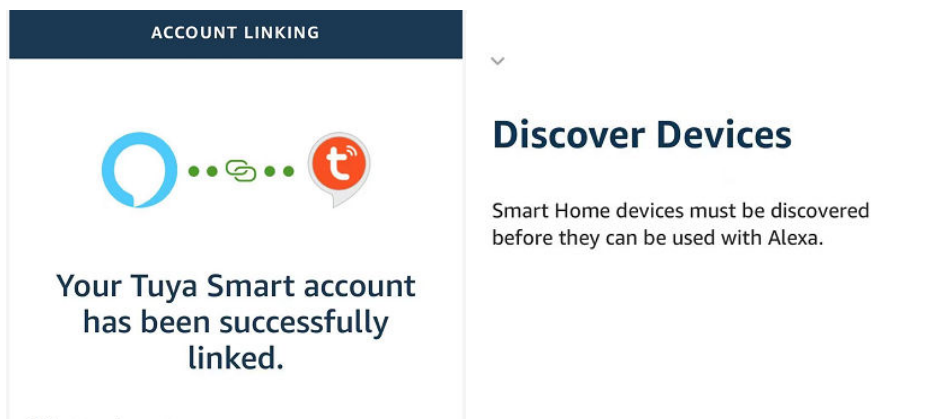 ACCOUNT LINKING
Your Tuya Smart account
has been successfully
linked.
Discover Devices
Smart Home devices must be discovered
before they can be used with Alexa.